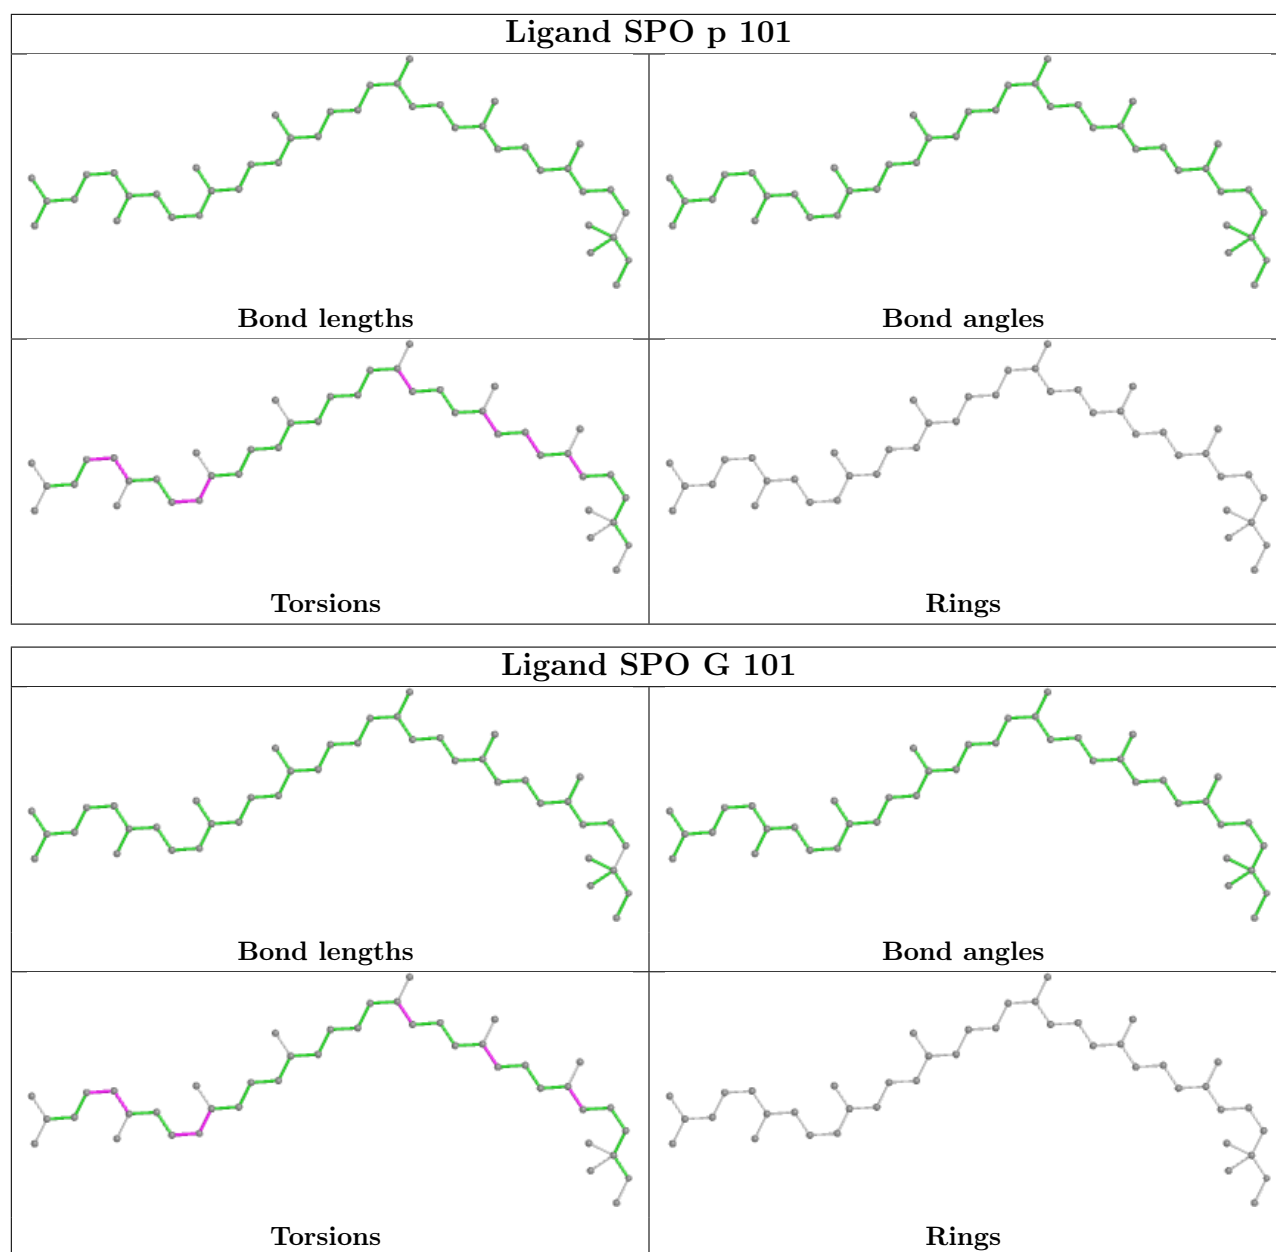 Ligand SPO p 101
Bond lengths
Bond angles
Torsions
Rings
Ligand SPO G 101
Bond lengths
Bond angles
Torsions
Rings